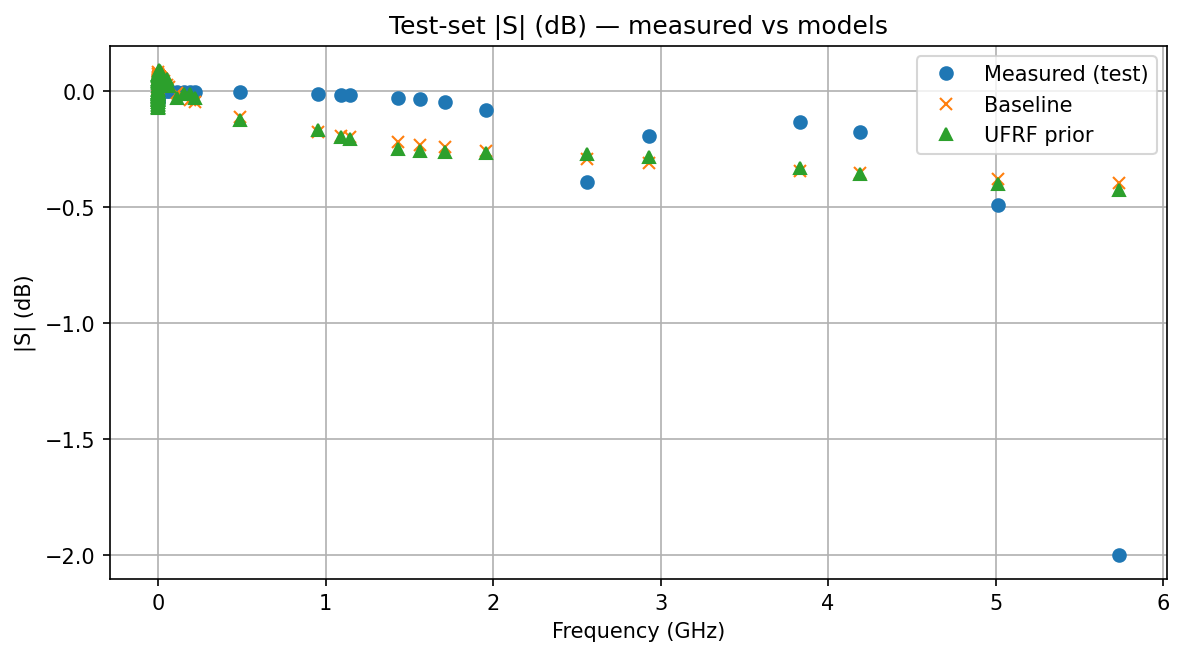 Test-set |S| (dB) — measured vs models
Measured (test)
Baseline
UFRF prior
0.0
−0.5
−1.0
−1.5
−2.0
|S| (dB)
0 1 2 3 4 5 6
Frequency (GHz)